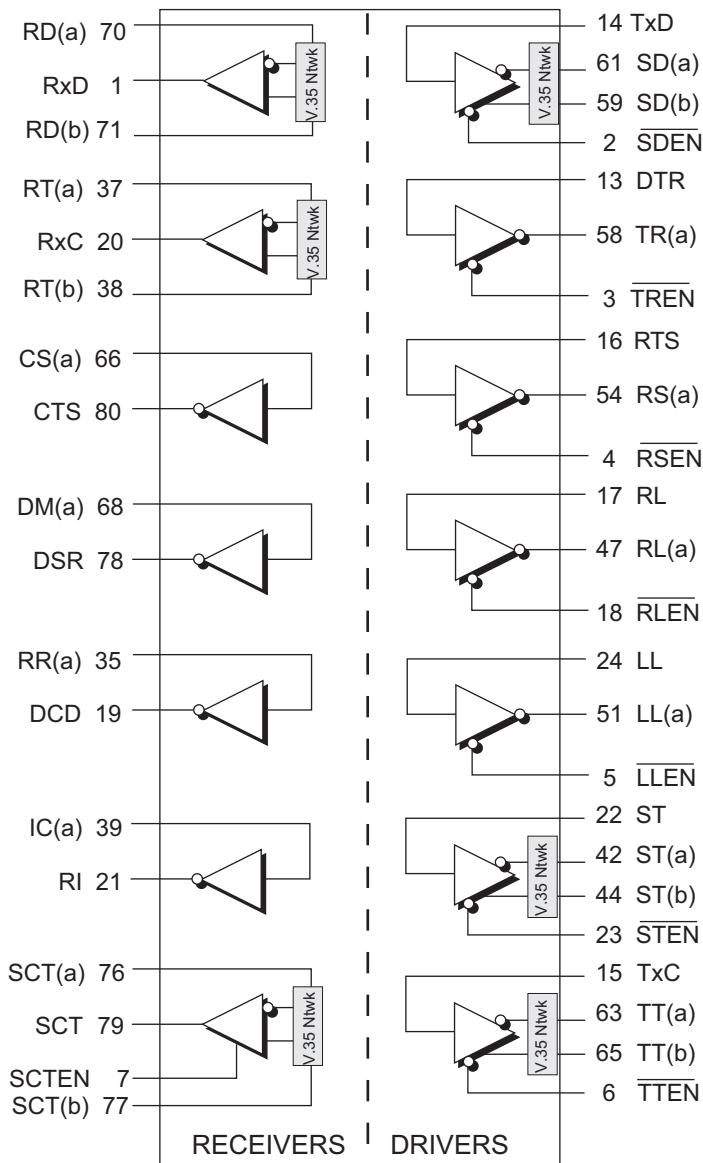 RD(a) 70
RxD 1
RD(b) 71
V.35 Ntwk
RT(a) 37
RxC 20
RT(b) 38
V.35 Ntwk
CS(a) 66
CTS 80
DM(a) 68
DSR 78
RR(a) 35
DCD 19
IC(a) 39
RI 21
SCT(a) 76
SCT 79
SCTEN 7
SCT(b) 77
V.35 Ntwk
RECEIVERS
14 TxD
61 SD(a)
59 SD(b)
2 SDEN
V.35 Ntwk
13 DTR
58 TR(a)
3 TREN
16 RTS
54 RS(a)
4 RSEN
17 RL
47 RL(a)
18 RLEN
24 LL
51 LL(a)
5 LLEN
22 ST
42 ST(a)
44 ST(b)
23 STEN
V.35 Ntwk
15 TxC
63 TT(a)
65 TT(b)
6 TTEN
V.35 Ntwk
DRIVERS